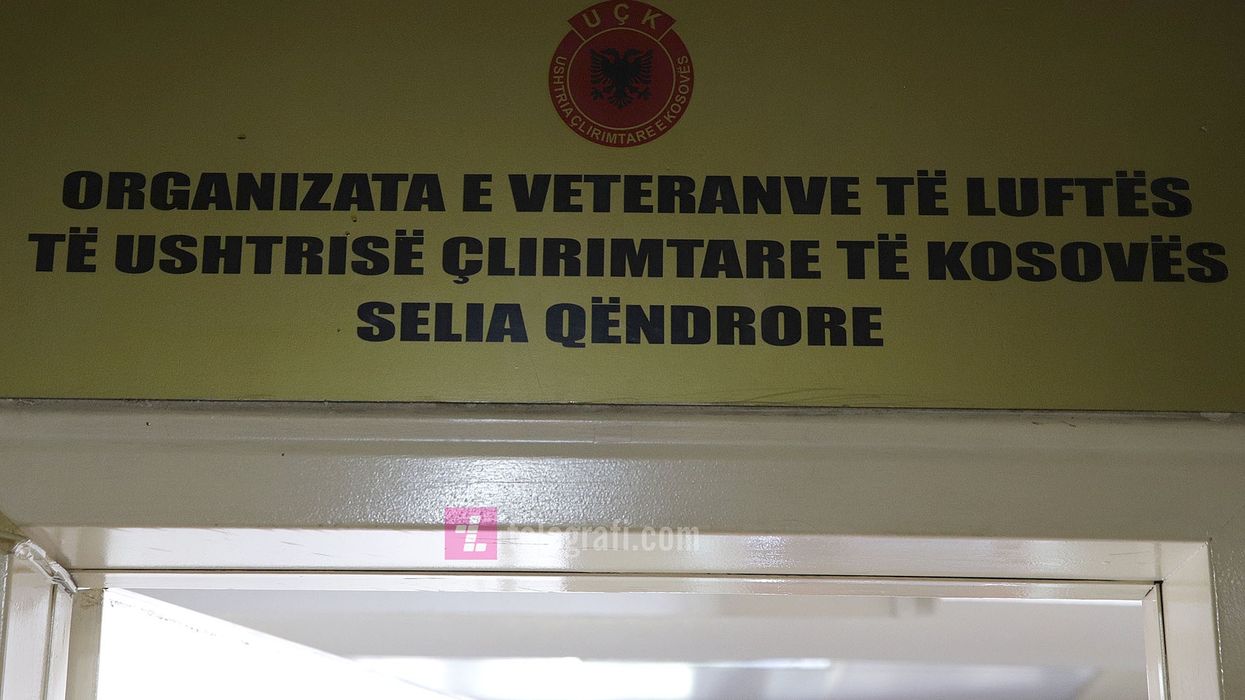 UÇK
USHTRIA ÇLIRIMTARE E KOSOVËS
ORGANIZATA E VETERANVE TË LUFTËS
TË USHTRISË ÇLIRIMTARE TË KOSOVËS
SELIA QËNDRORE
telegrafi.com